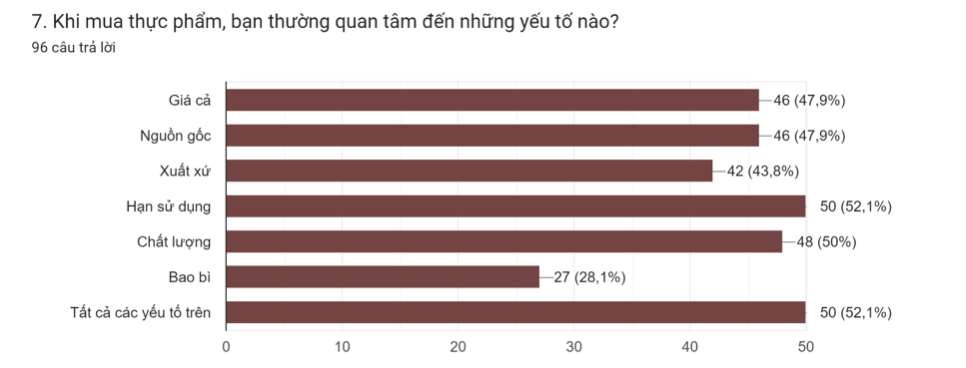 7. Khi mua thực phẩm, bạn thường quan tâm đến những yếu tố nào?
96 câu trả lời
Giá cả 46 (47,9%)
Nguồn gốc 46 (47,9%)
Xuất xứ 42 (43,8%)
Hạn sử dụng 50 (52,1%)
Chất lượng 48 (50%)
Bao bì 27 (28,1%)
Tất cả các yếu tố trên 50 (52,1%)
0 10 20 30 40 50